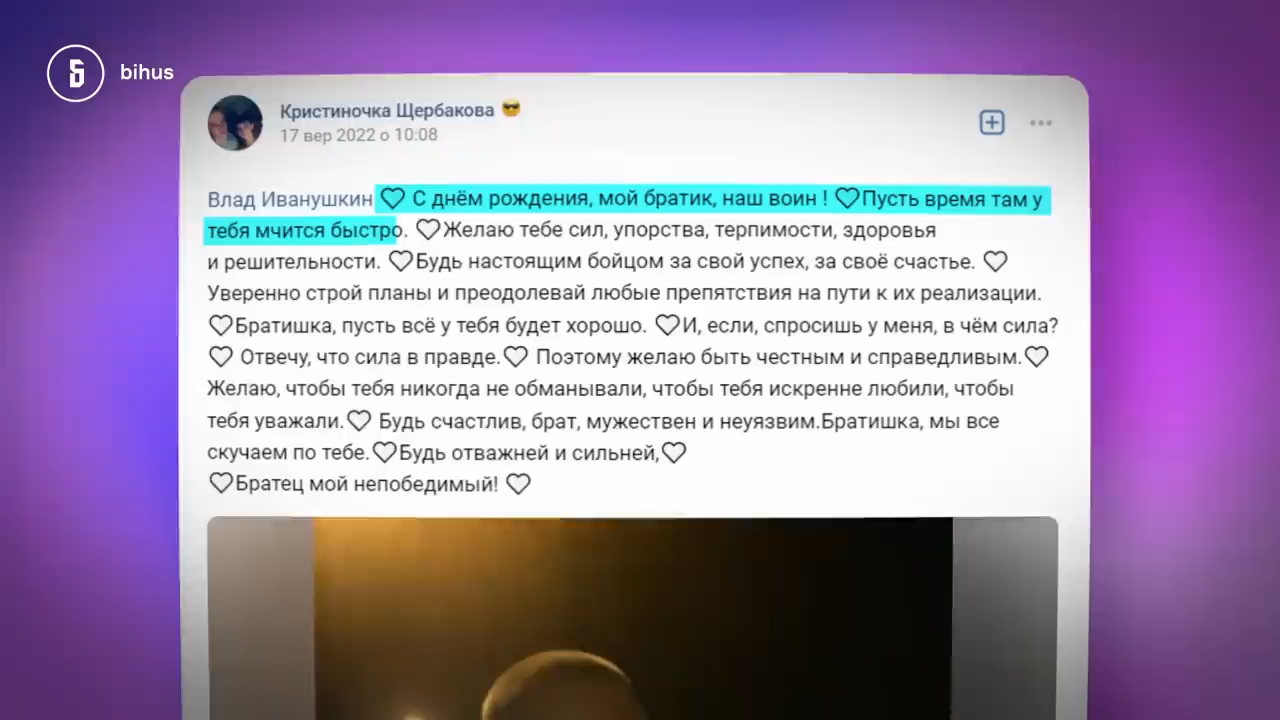 bihus
Кристиночка Щербакова 😎
17 вер 2022 о 10:08
Влад Иванушкин ♡ С днём рождения, мой братик, наш воин ! ♡Пусть время там у
тебя мчится быстро. ♡Желаю тебе сил, упорства, терпимости, здоровья
и решительности. ♡Будь настоящим бойцом за свой успех, за своё счастье. ♡
Уверенно строй планы и преодолевай любые препятствия на пути к их реализации.
♡Братишка, пусть всё у тебя будет хорошо. ♡И, если, спросишь у меня, в чём сила?
♡ Отвечу, что сила в правде.♡ Поэтому желаю быть честным и справедливым.♡
Желаю, чтобы тебя никогда не обманывали, чтобы тебя искренне любили, чтобы
тебя уважали.♡ Будь счастлив, брат, мужествен и неуязвим.Братишка, мы все
скучаем по тебе.♡Будь отважней и сильней,♡
♡Братец мой непобедимый! ♡